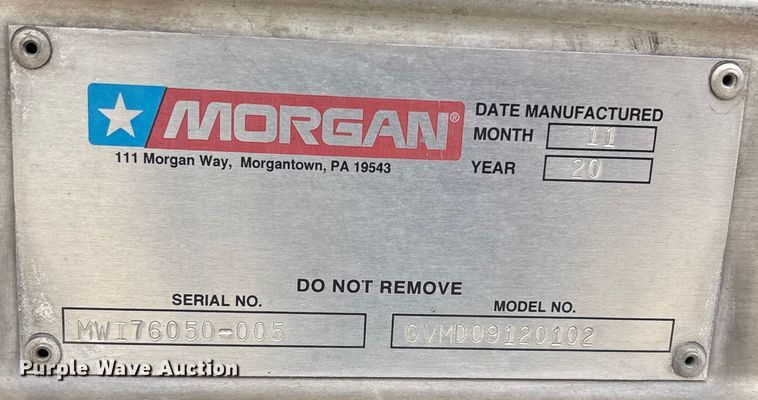 MORGAN®
111 Morgan Way, Morgantown, PA 19543
DATE MANUFACTURED
MONTH 11
YEAR 20
DO NOT REMOVE
SERIAL NO.
MWI76050-005
MODEL NO.
GVMD09120102
Purple Wave Auction